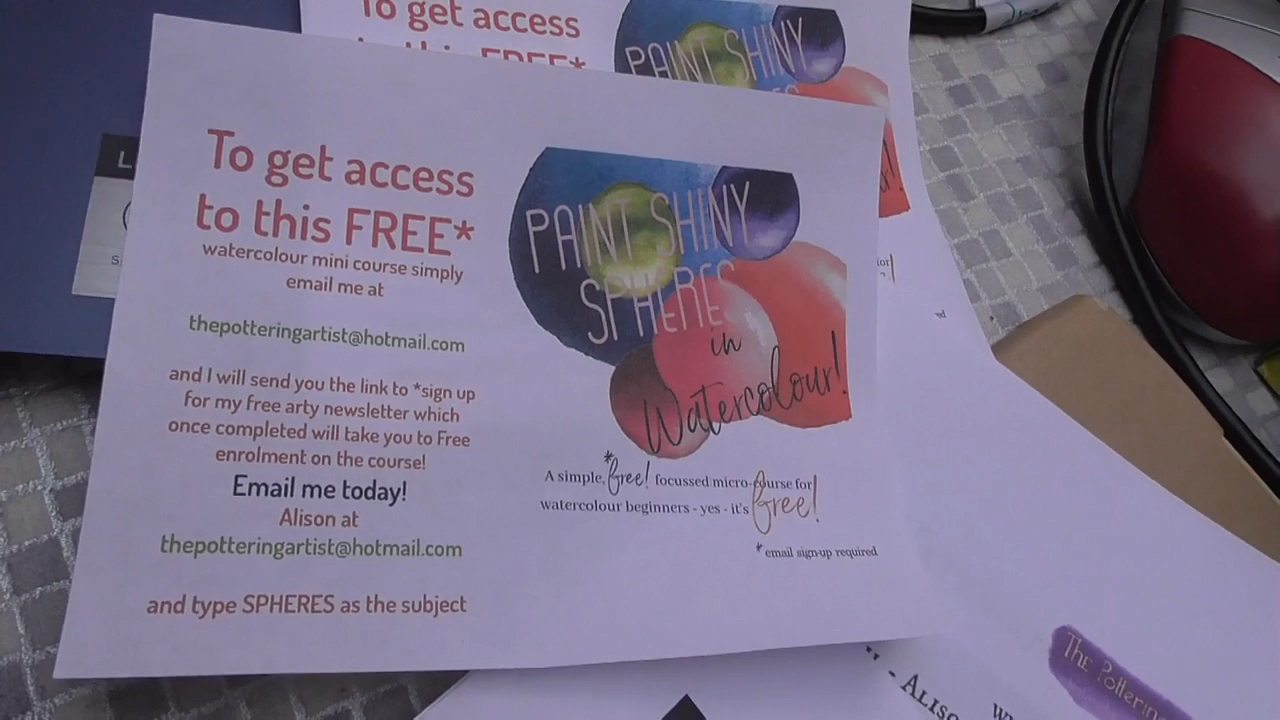 To get access
PAINT SHINY
L
To get access
to this FREE*
watercolour mini course simply
email me at
thepotteringartist@hotmail.com
and I will send you the link to *sign up
for my free arty newsletter which
once completed will take you to Free
enrolment on the course!
Email me today!
Alison at
thepotteringartist@hotmail.com
and type SPHERES as the subject
PAINT SHINY
SPHERES
in
Watercolour!
A simple, *free! focussed micro-course for
watercolour beginners - yes - it's free!
*email sign-up required
The Potterin
- ALISO